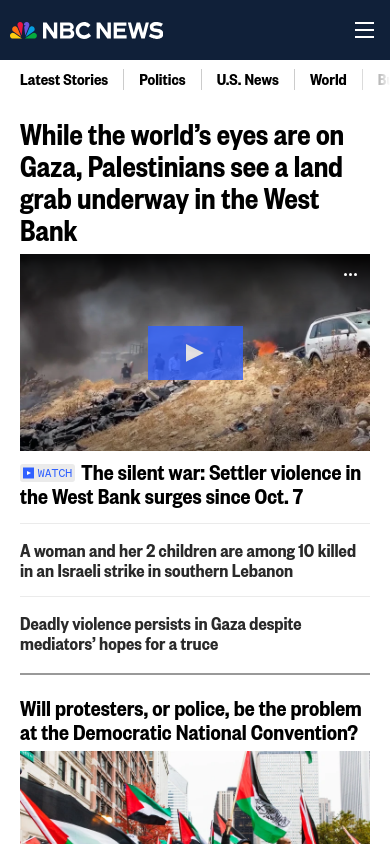 NBC NEWS
Latest Stories
Politics
U.S. News
World
While the world’s eyes are on
Gaza, Palestinians see a land
grab underway in the West
Bank
WATCH The silent war: Settler violence in
the West Bank surges since Oct. 7
A woman and her 2 children are among 10 killed
in an Israeli strike in southern Lebanon
Deadly violence persists in Gaza despite
mediators’ hopes for a truce
Will protesters, or police, be the problem
at the Democratic National Convention?